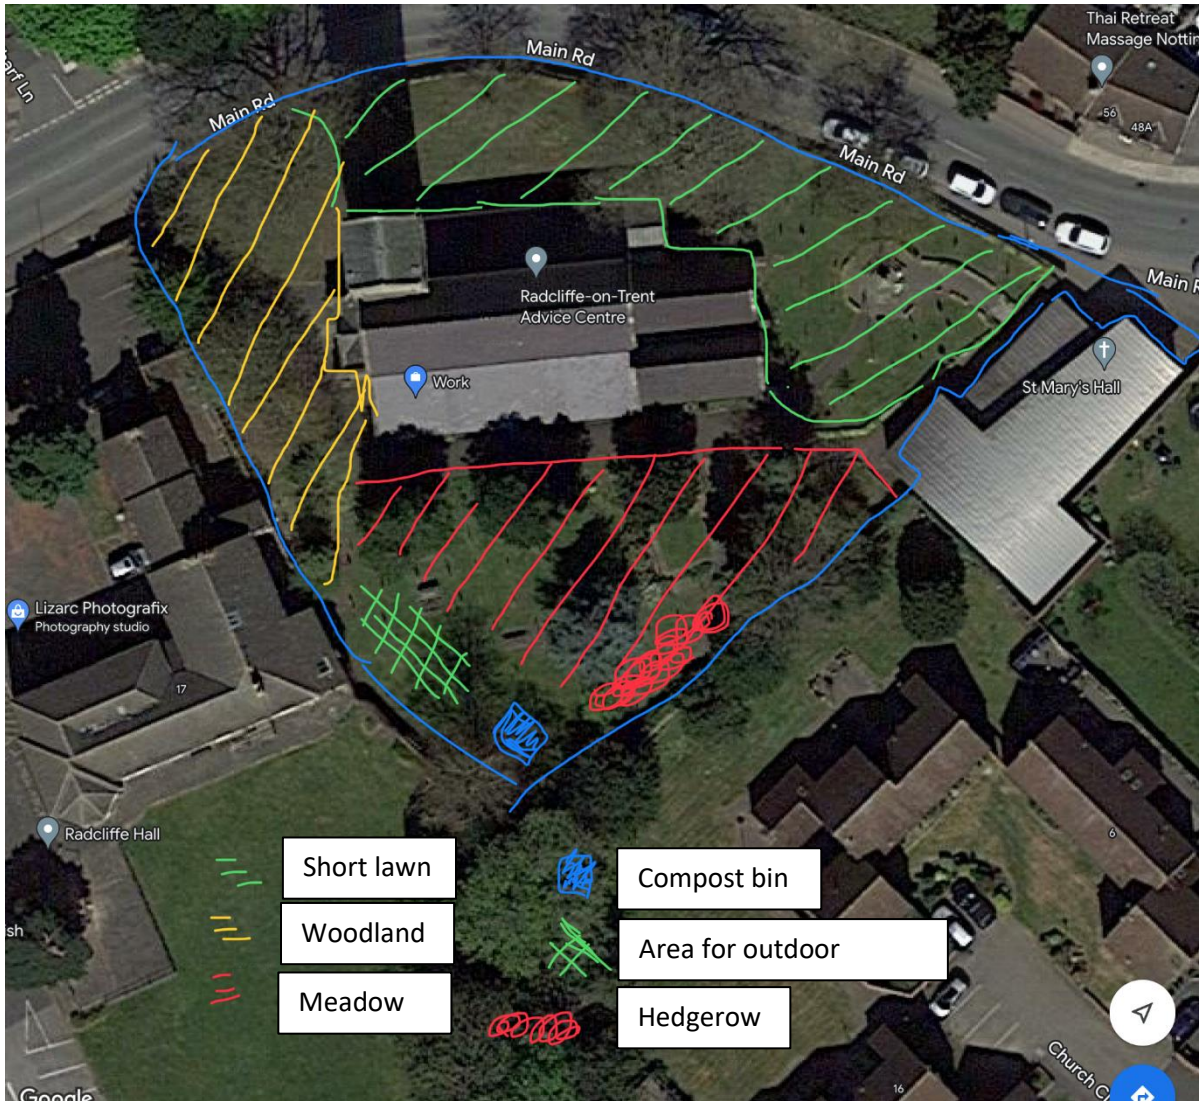 Thai Retreat
Massage Nottin
arf Ln
Main Rd
Main Rd
56
48A
Main Rd
Main R
Radcliffe-on-Trent
Advice Centre
Work
St Mary's Hall
Lizarc Photografix
Photography studio
17
6
Radcliffe Hall
Short lawn
Compost bin
sh
Woodland
Area for outdoor
Meadow
Hedgerow
Church C
16
Google